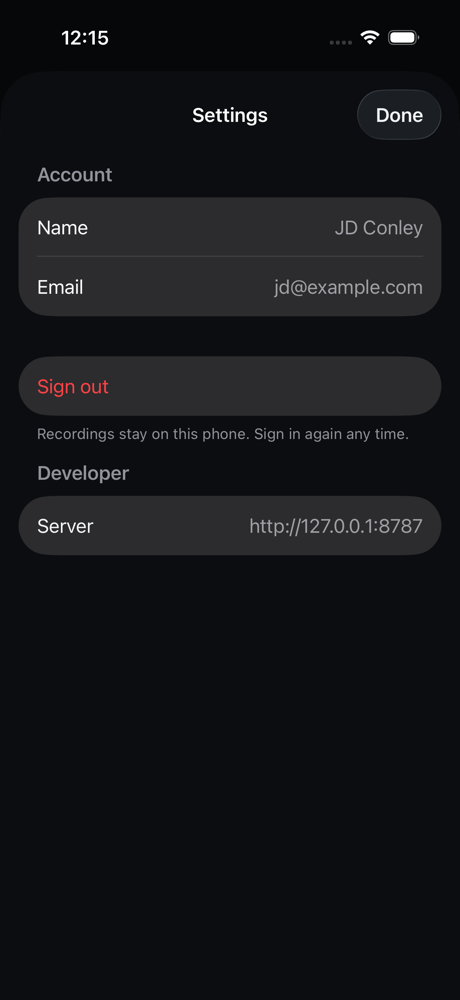 12:15
Settings
Done
Account
Name JD Conley
Email jd@example.com
Sign out
Recordings stay on this phone. Sign in again any time.
Developer
Server http://127.0.0.1:8787